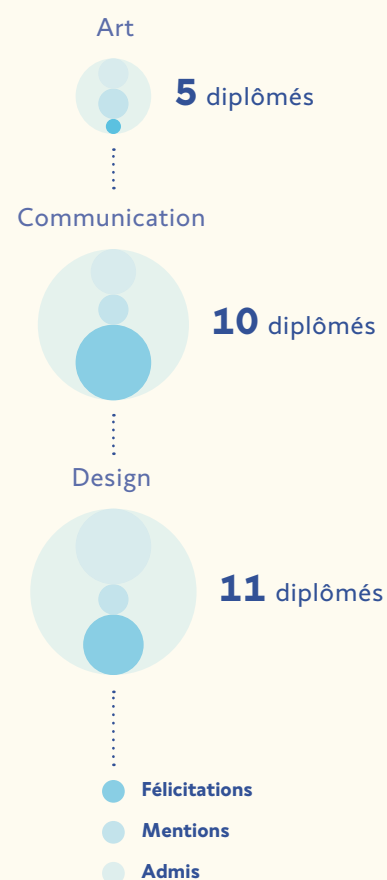 Art
5 diplômés
Communication
10 diplômés
Design
11 diplômés
Félicitations
Mentions
Admis